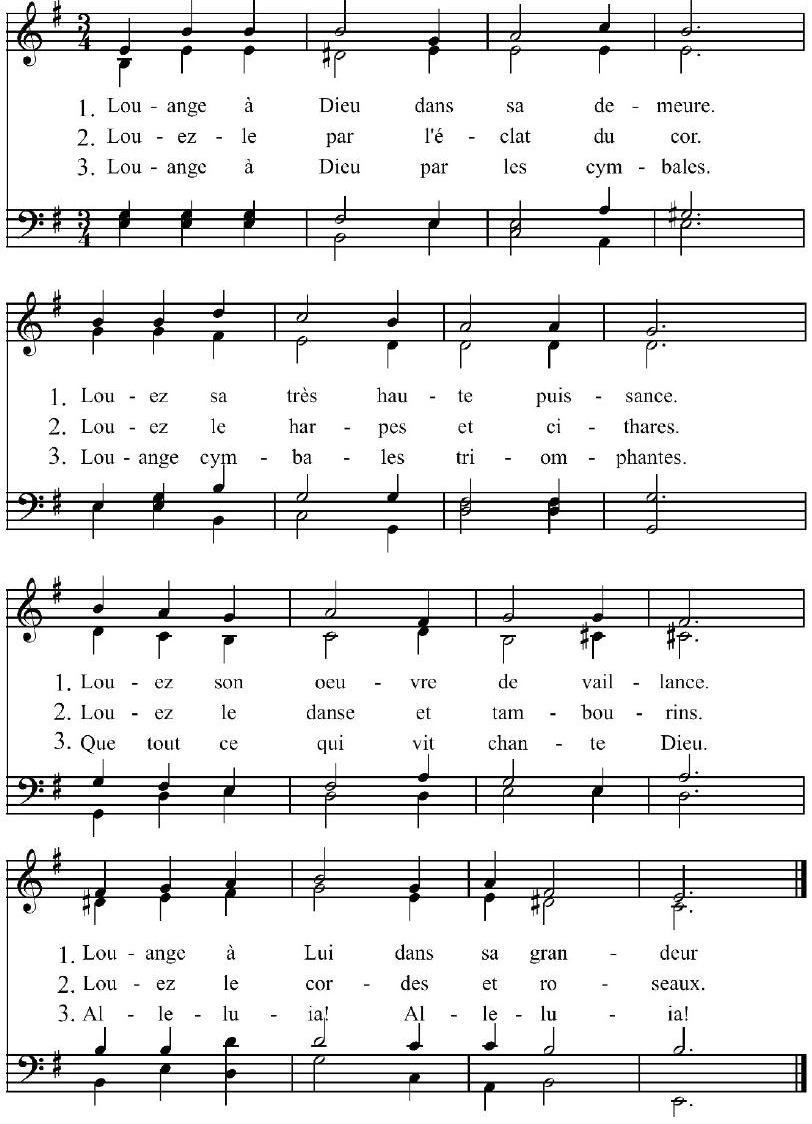 1. Lou - ange à Dieu dans sa de - meure.
2. Lou - ez - le par l'é - clat du cor.
3. Lou - ange à Dieu par les cym - bales.
1. Lou - ez sa très hau - te puis - sance.
2. Lou - ez le har - pes et ci - thares.
3. Lou - ange cym - ba - les tri - om - phantes.
1. Lou - ez son oeu - vre de vail - lance.
2. Lou - ez le danse et tam - bou - rins.
3. Que tout ce qui vit chan - te Dieu.
1. Lou - ange à Lui dans sa gran - deur
2. Lou - ez le cor - des et ro - seaux.
3. Al - le - lu - ia! Al - le - lu - ia!